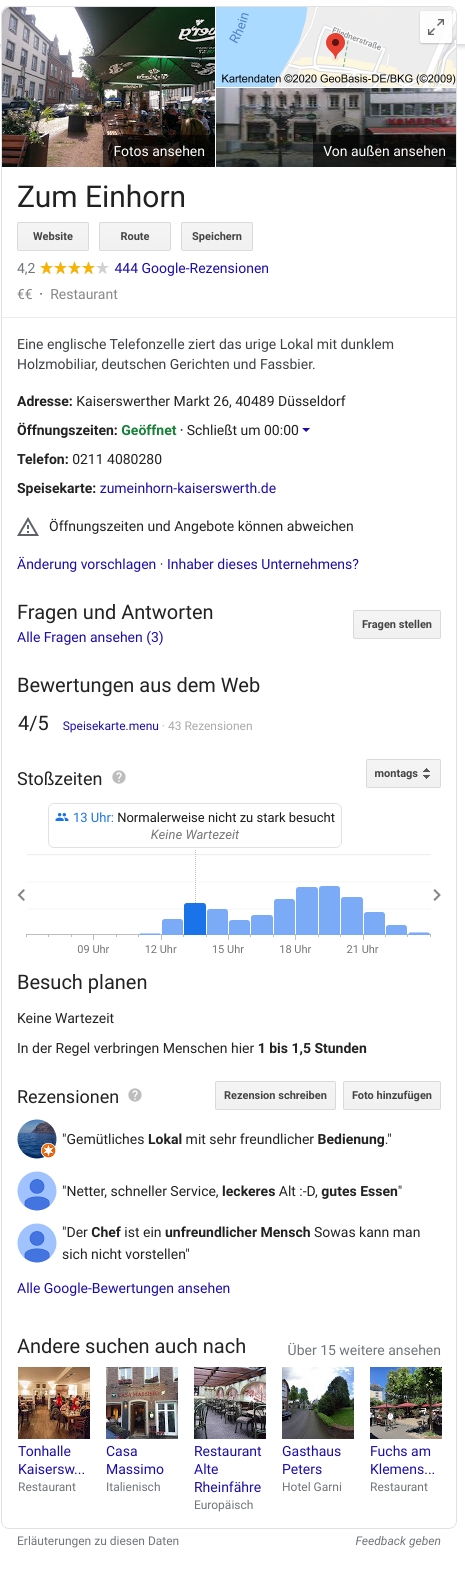 Rhein
Fliednerstraße
Kartendaten ©2020 GeoBasis-DE/BKG (©2009)
Fotos ansehen
Von außen ansehen
Zum Einhorn
Website Route Speichern
4,2 444 Google-Rezensionen
€€ · Restaurant
Eine englische Telefonzelle ziert das urige Lokal mit dunklem
Holzmobiliar, deutschen Gerichten und Fassbier.
Adresse: Kaiserswerther Markt 26, 40489 Düsseldorf
Öffnungszeiten: Geöffnet · Schließt um 00:00
Telefon: 0211 4080280
Speisekarte: zumeinhorn-kaiserswerth.de
Öffnungszeiten und Angebote können abweichen
Änderung vorschlagen · Inhaber dieses Unternehmens?
Fragen und Antworten
Alle Fragen ansehen (3)
Fragen stellen
Bewertungen aus dem Web
4/5 Speisekarte.menu · 43 Rezensionen
Stoßzeiten ?
montags
13 Uhr: Normalerweise nicht zu stark besucht
Keine Wartezeit
09 Uhr 12 Uhr 15 Uhr 18 Uhr 21 Uhr
Besuch planen
Keine Wartezeit
In der Regel verbringen Menschen hier 1 bis 1,5 Stunden
Rezensionen ?
Rezension schreiben Foto hinzufügen
"Gemütliches Lokal mit sehr freundlicher Bedienung."
"Netter, schneller Service, leckeres Alt :-D, gutes Essen"
"Der Chef ist ein unfreundlicher Mensch Sowas kann man
sich nicht vorstellen"
Alle Google-Bewertungen ansehen
Andere suchen auch nach
Über 15 weitere ansehen
Tonhalle
Kaisersw...
Restaurant
Casa
Massimo
Italienisch
Restaurant
Alte
Rheinfähre
Europäisch
Gasthaus
Peters
Hotel Garni
Fuchs am
Klemens...
Restaurant
Erläuterungen zu diesen Daten
Feedback geben